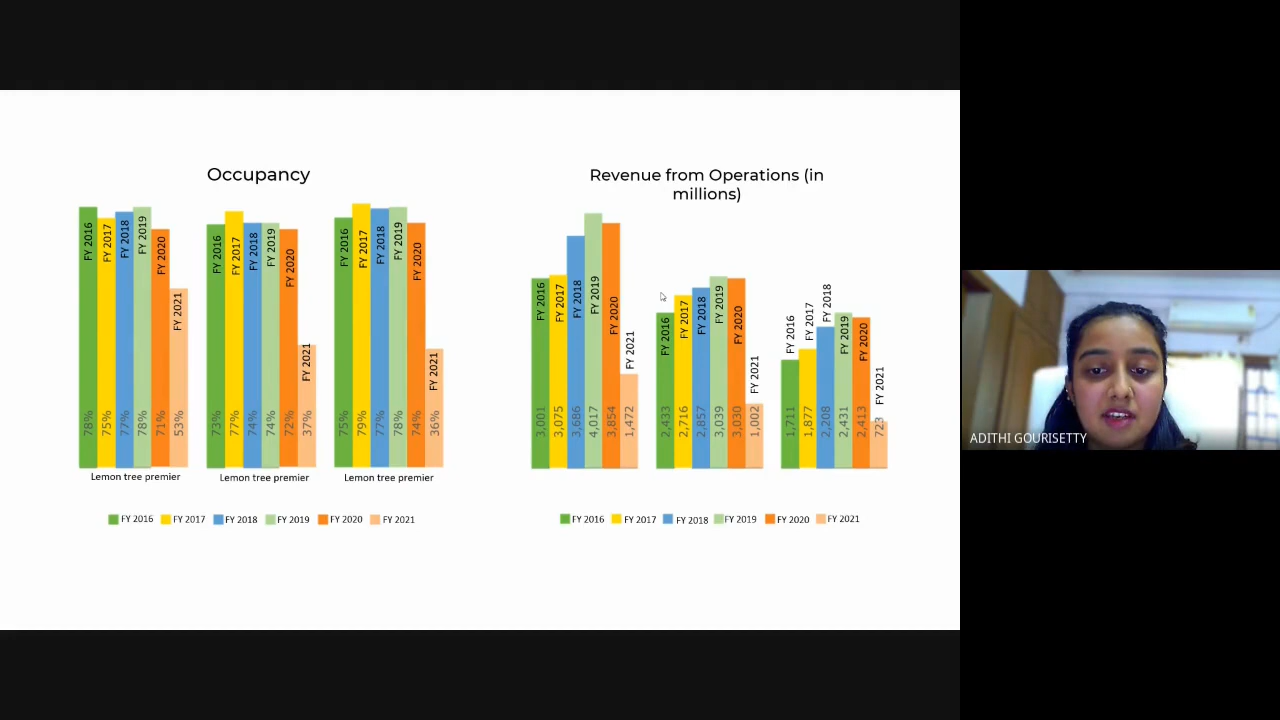 Occupancy
FY 2016 FY 2017 FY 2018 FY 2019 FY 2020 FY 2021
78% 75% 77% 78% 71% 53%
Lemon tree premier
FY 2016 FY 2017 FY 2018 FY 2019 FY 2020 FY 2021
73% 77% 74% 74% 72% 37%
Lemon tree premier
FY 2016 FY 2017 FY 2018 FY 2019 FY 2020 FY 2021
75% 79% 77% 78% 74% 36%
Lemon tree premier
FY 2016 FY 2017 FY 2018 FY 2019 FY 2020 FY 2021
Revenue from Operations (in
millions)
FY 2016 FY 2017 FY 2018 FY 2019 FY 2020 FY 2021
3,001 3,075 3,686 4,017 3,854 1,472
FY 2016 FY 2017 FY 2018 FY 2019 FY 2020 FY 2021
2,433 2,716 2,857 3,039 3,030 1,002
FY 2016 FY 2017 FY 2018 FY 2019 FY 2020 FY 2021
1,711 1,877 2,208 2,431 2,413 723
FY 2016 FY 2017 FY 2018 FY 2019 FY 2020 FY 2021
ADITHI GOURISETTY